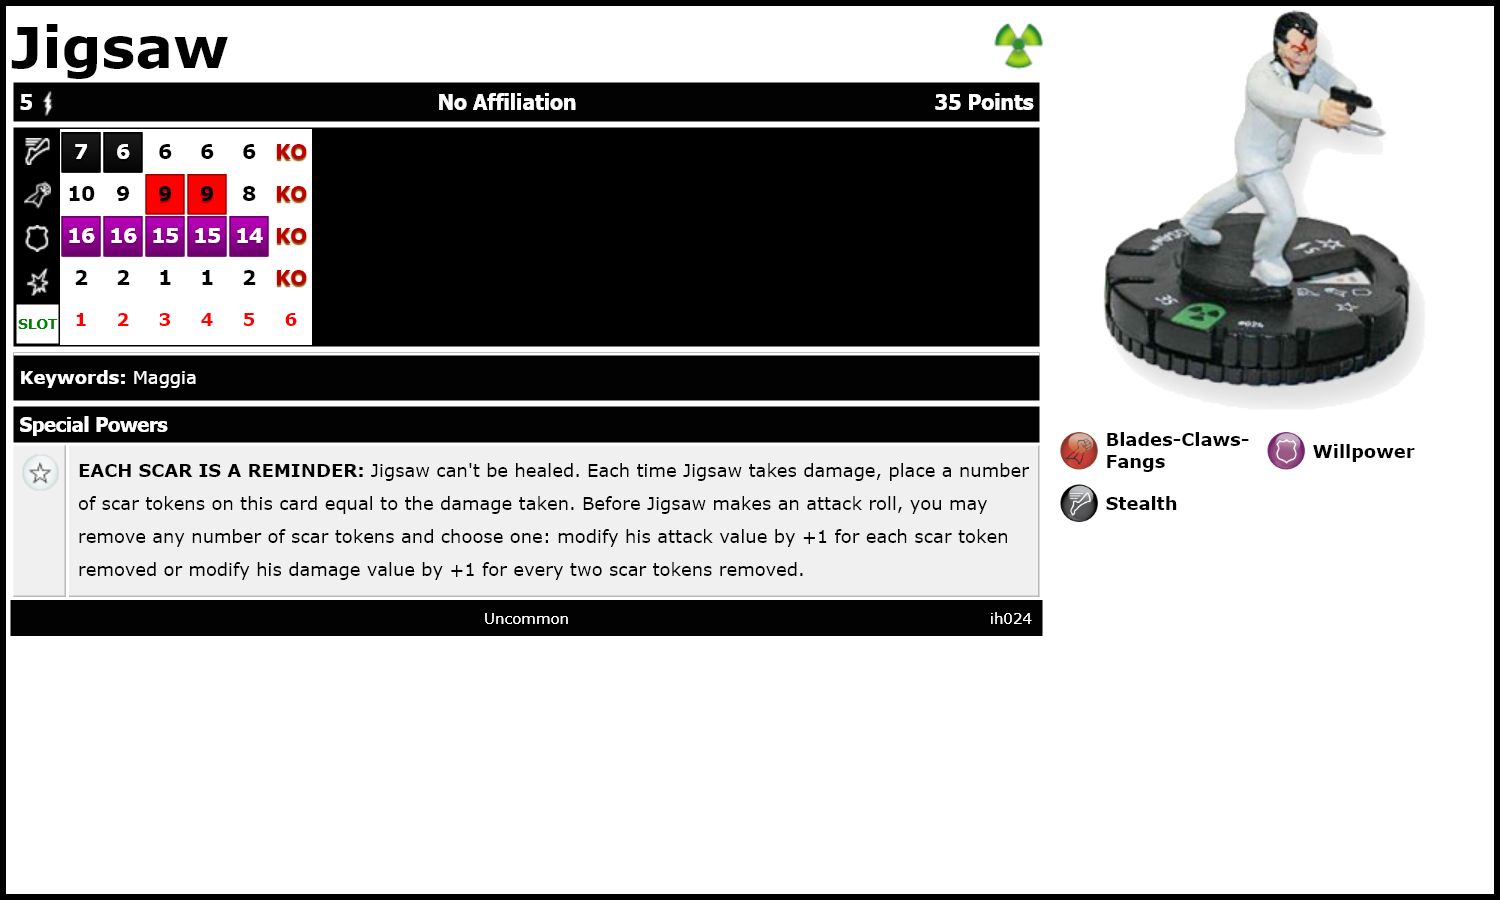 Jigsaw
5 No Affiliation 35 Points
7 6 6 6 6 KO
10 9 9 9 8 KO
16 16 15 15 14 KO
2 2 1 1 2 KO
SLOT 1 2 3 4 5 6
Keywords: Maggia
Special Powers
EACH SCAR IS A REMINDER: Jigsaw can't be healed. Each time Jigsaw takes damage, place a number
of scar tokens on this card equal to the damage taken. Before Jigsaw makes an attack roll, you may
remove any number of scar tokens and choose one: modify his attack value by +1 for each scar token
removed or modify his damage value by +1 for every two scar tokens removed.
Uncommon ih024
#024
Blades-Claws-
Fangs
Willpower
Stealth